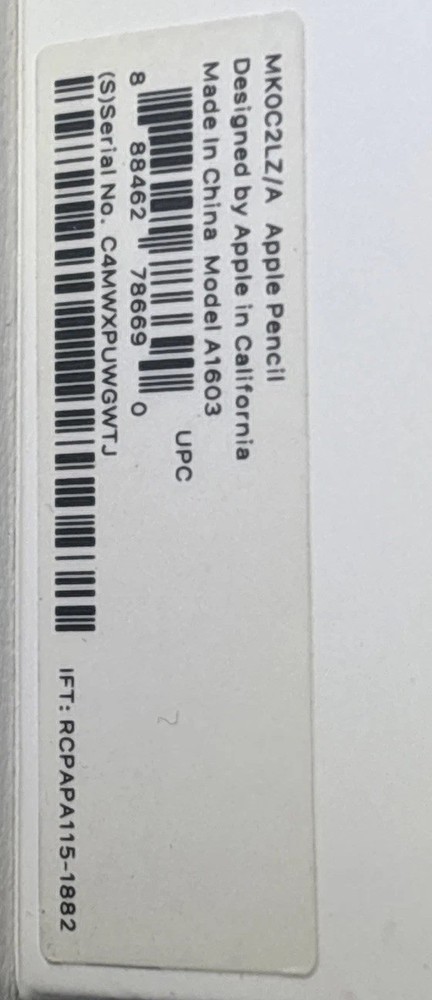 MK0C2LZ/A Apple Pencil
Designed by Apple in California
Made In China Model A1603
UPC
8 88462 78669 0
(S)Serial No. C4MWXPUWGWTJ
IFT: RCPAPA115-1882